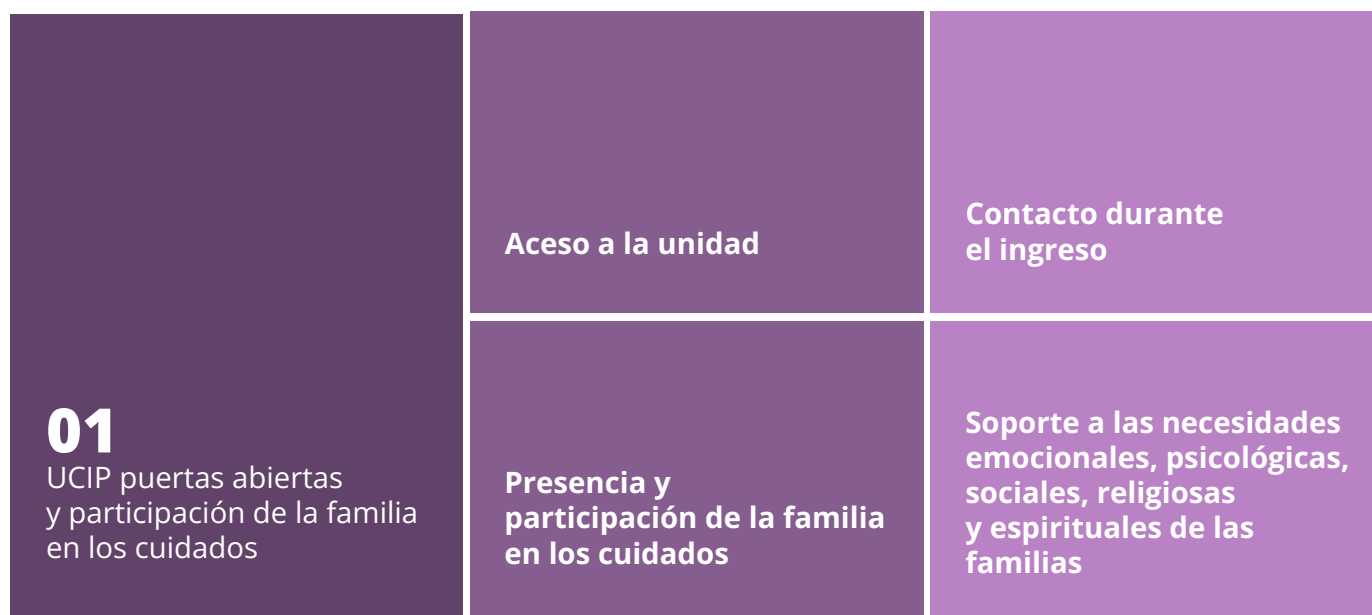 01
UCIP puertas abiertas
y participación de la familia
en los cuidados
Aceso a la unidad
Contacto durante
el ingreso
Presencia y
participación de la familia
en los cuidados
Soporte a las necesidades
emocionales, psicológicas,
sociales, religiosas
y espirituales de las
familias